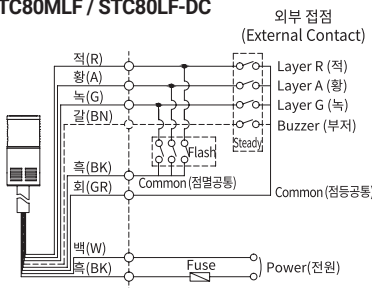 TC80MLF / STC80LF-DC
외부 접점
(External Contact)
적(R)
Layer R (적)
황(A)
Layer A (황)
녹(G)
Layer G (녹)
갈(BN)
Buzzer (부저)
Flash
Steady
흑(BK)
Common (점멸공통)
회(GR)
Common (점등공통)
백(W)
흑(BK)
Fuse
Power(전원)